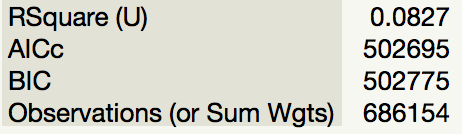 RSquare (U) 0.0827
AICc 502695
BIC 502775
Observations (or Sum Wgts) 686154